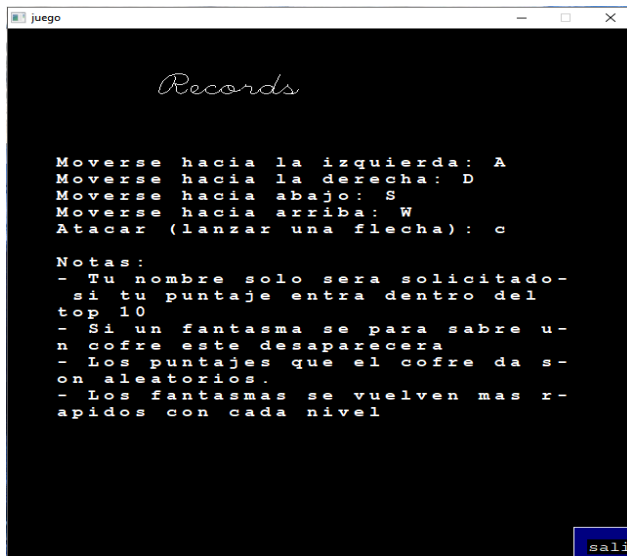 juego
Records
Moverse hacia la izquierda: A
Moverse hacia la derecha: D
Moverse hacia abajo: S
Moverse hacia arriba: W
Atacar (lanzar una flecha): c
Notas:
- Tu nombre solo sera solicitado-
si tu puntaje entra dentro del
top 10
- Si un fantasma se para sabre u-
n cofre este desaparecera
- Los puntajes que el cofre da s-
on aleatorios.
- Los fantasmas se vuelven mas r-
apidos con cada nivel
sali